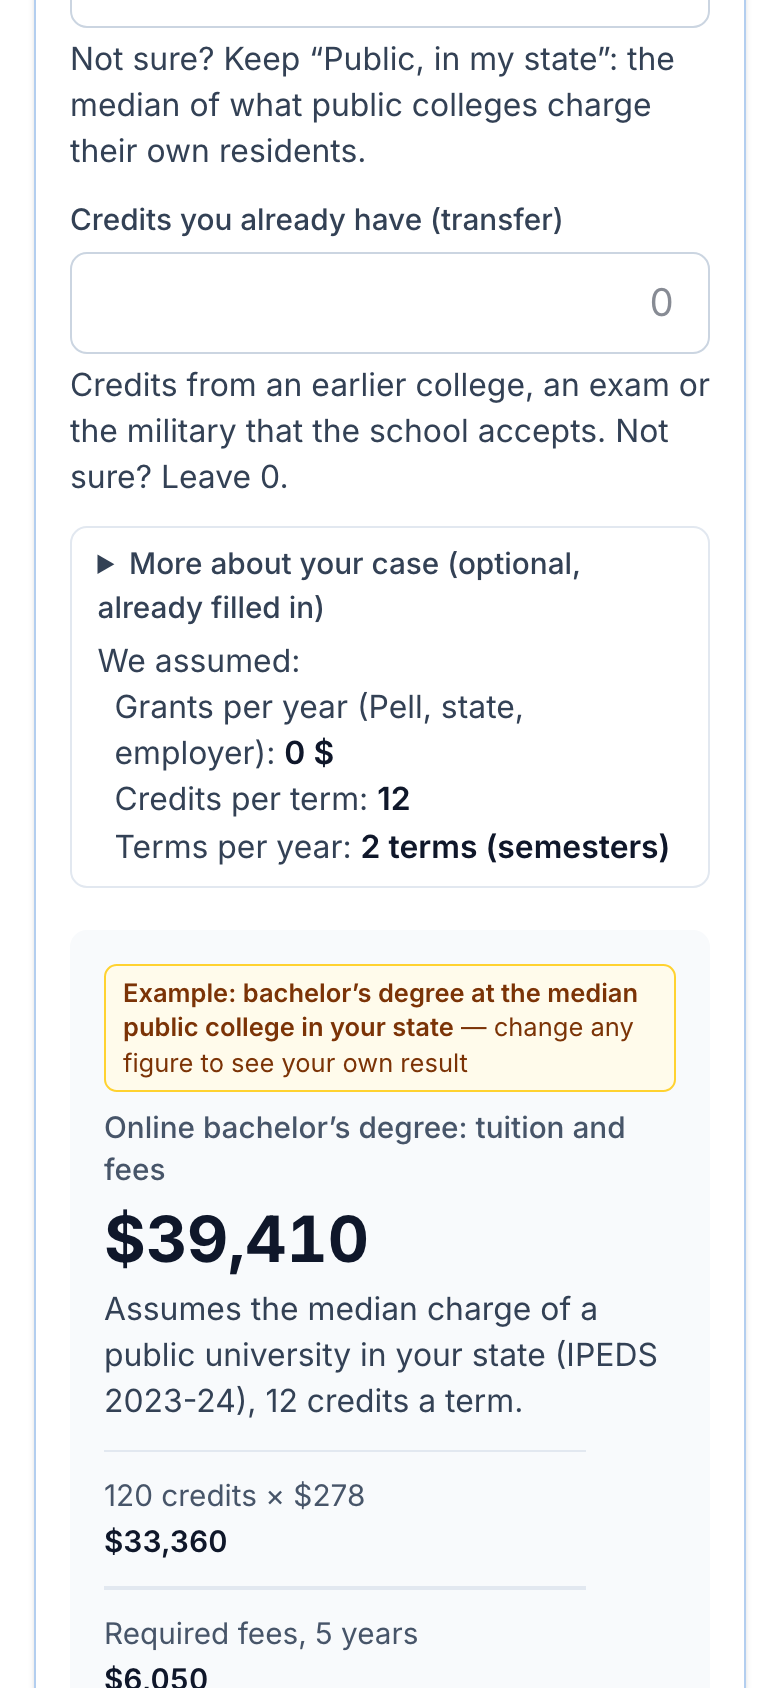 Not sure? Keep “Public, in my state”: the
median of what public colleges charge
their own residents.
Credits you already have (transfer)
0
Credits from an earlier college, an exam or
the military that the school accepts. Not
sure? Leave 0.
▶ More about your case (optional,
already filled in)
We assumed:
Grants per year (Pell, state,
employer): 0 $
Credits per term: 12
Terms per year: 2 terms (semesters)
Example: bachelor’s degree at the median
public college in your state — change any
figure to see your own result
Online bachelor’s degree: tuition and
fees
$39,410
Assumes the median charge of a
public university in your state (IPEDS
2023-24), 12 credits a term.
120 credits × $278
$33,360
Required fees, 5 years
$6,050